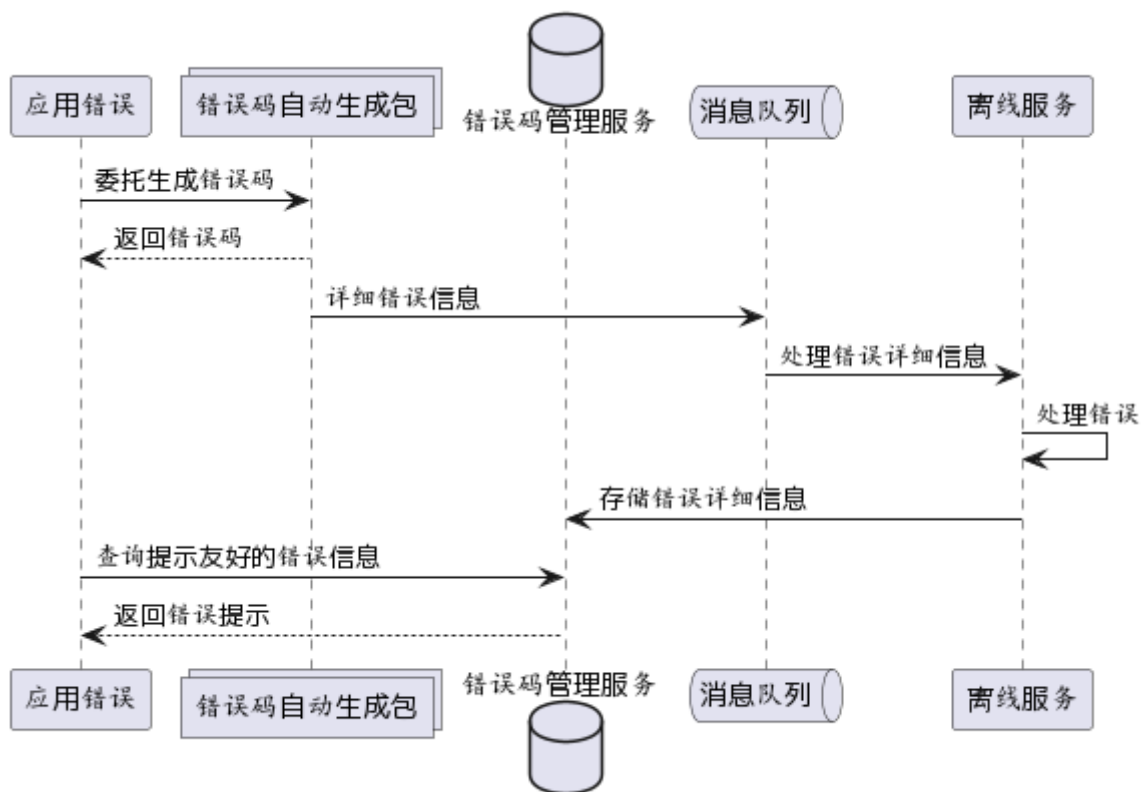 应用错误
错误码自动生成包
错误码管理服务
消息队列
离线服务
委托生成错误码
返回错误码
详细错误信息
处理错误详细信息
处理错误
存储错误详细信息
查询提示友好的错误信息
返回错误提示
应用错误
错误码自动生成包
错误码管理服务
消息队列
离线服务